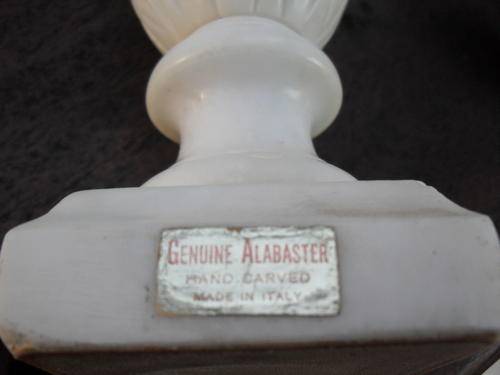 GENUINE ALABASTER
HAND CARVED
MADE IN ITALY